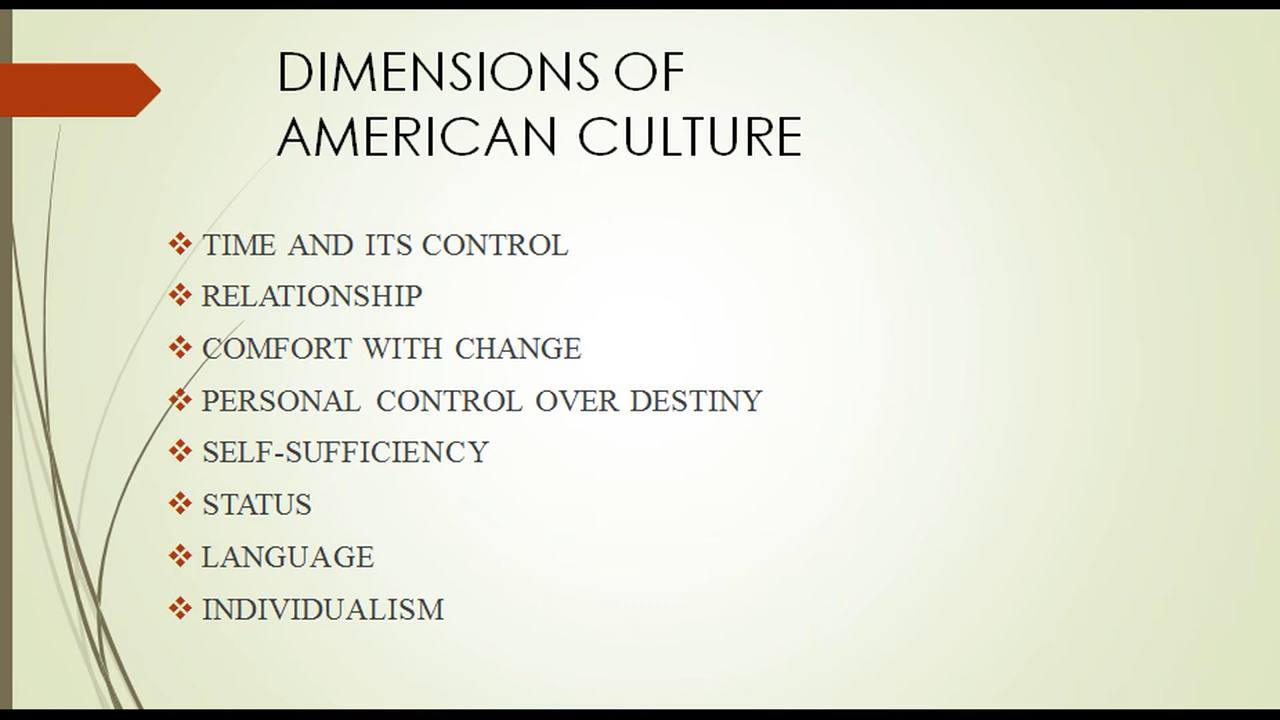 DIMENSIONS OF
AMERICAN CULTURE
TIME AND ITS CONTROL
RELATIONSHIP
COMFORT WITH CHANGE
PERSONAL CONTROL OVER DESTINY
SELF-SUFFICIENCY
STATUS
LANGUAGE
INDIVIDUALISM